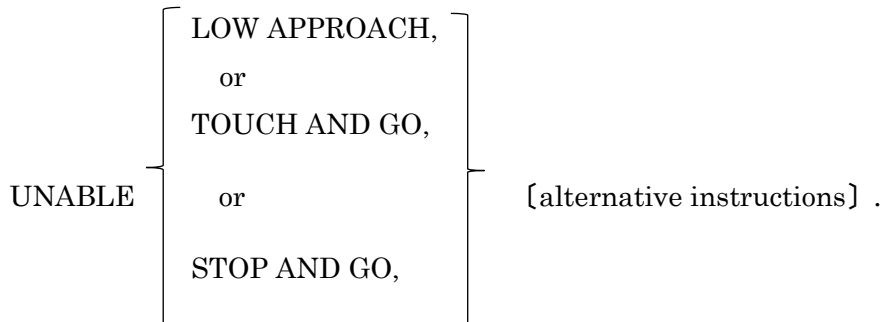 LOW APPROACH,
or
TOUCH AND GO,
UNABLE or 〔alternative instructions〕.
STOP AND GO,